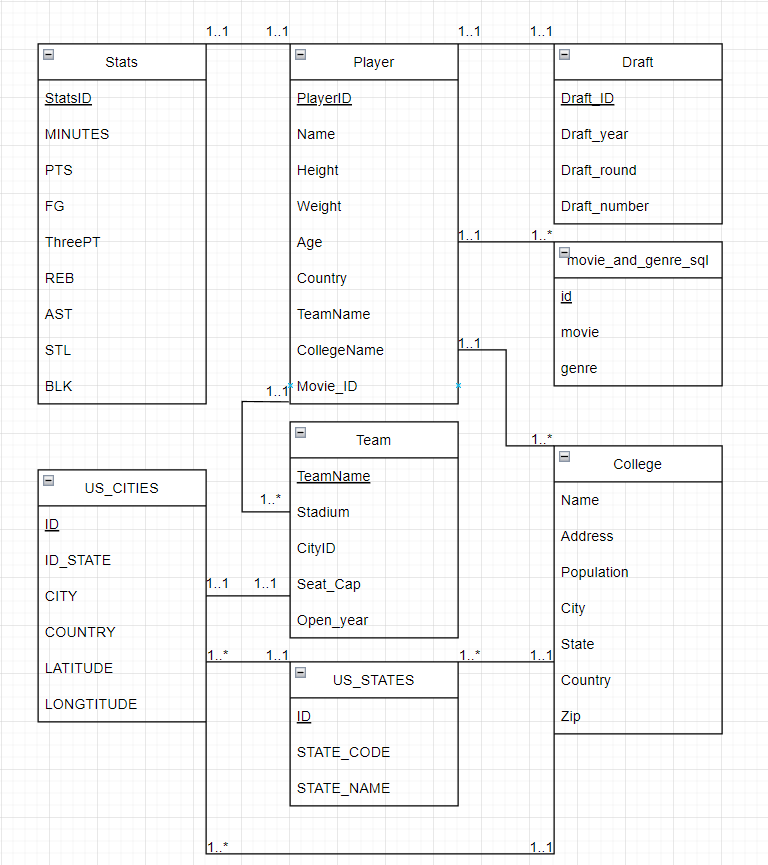 1..1 1..1 1..1 1..1
Stats
StatsID
MINUTES
PTS
FG
ThreePT
REB
AST
STL
BLK
Player
PlayerID
Name
Height
Weight
Age
Country
TeamName
CollegeName
Movie_ID
Draft
Draft_ID
Draft_year
Draft_round
Draft_number
1..1 1..*
movie_and_genre_sql
id
movie
genre
1..1
1..1
1..*
1..*
Team
TeamName
Stadium
CityID
Seat_Cap
Open_year
US_CITIES
ID
ID_STATE
CITY
COUNTRY
LATITUDE
LONGTITUDE
1..1 1..1
College
Name
Address
Population
City
State
Country
Zip
1..* 1..1 1..* 1..1
US_STATES
ID
STATE_CODE
STATE_NAME
1..* 1..1